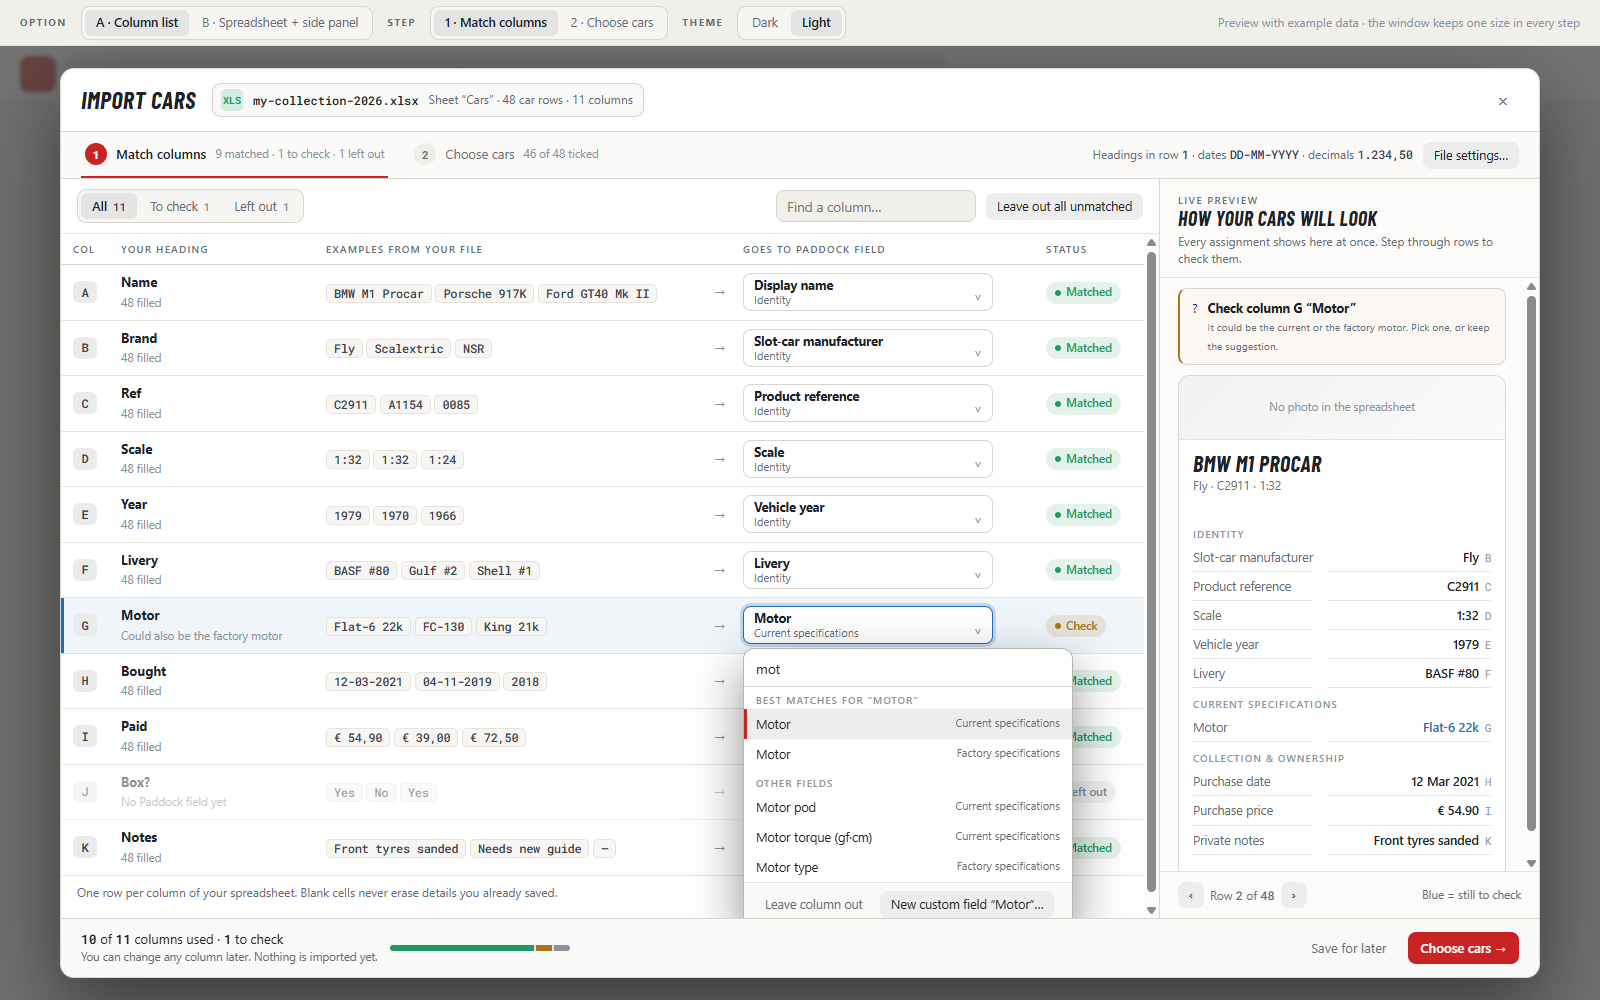 OPTION A · Column list B · Spreadsheet + side panel STEP 1 · Match columns 2 · Choose cars THEME Dark Light Preview with example data · the window keeps one size in every step
IMPORT CARS XLS my-collection-2026.xlsx Sheet “Cars” · 48 car rows · 11 columns ×
1 Match columns 9 matched · 1 to check · 1 left out 2 Choose cars 46 of 48 ticked Headings in row 1 · dates DD-MM-YYYY · decimals 1.234,50 File settings...
All 11 To check 1 Left out 1 Find a column... Leave out all unmatched
COL YOUR HEADING EXAMPLES FROM YOUR FILE GOES TO PADDOCK FIELD STATUS
A Name BMW M1 Procar Porsche 917K Ford GT40 Mk II → Display name Matched
48 filled Identity
B Brand Fly Scalextric NSR → Slot-car manufacturer Matched
48 filled Identity
C Ref C2911 A1154 0085 → Product reference Matched
48 filled Identity
D Scale 1:32 1:32 1:24 → Scale Matched
48 filled Identity
E Year 1979 1970 1966 → Vehicle year Matched
48 filled Identity
F Livery BASF #80 Gulf #2 Shell #1 → Livery Matched
48 filled Identity
G Motor Flat-6 22k FC-130 King 21k → Motor Check
Could also be the factory motor Current specifications
H Bought 12-03-2021 04-11-2019 2018 → Matched
48 filled
I Paid € 54,90 € 39,00 € 72,50 → Matched
48 filled
J Box? Yes No Yes → eft out
No Paddock field yet
K Notes Front tyres sanded Needs new guide – → Matched
48 filled
mot
BEST MATCHES FOR “MOTOR”
Motor Current specifications
Motor Factory specifications
OTHER FIELDS
Motor pod Current specifications
Motor torque (gf·cm) Current specifications
Motor type Factory specifications
Leave column out New custom field “Motor”...
One row per column of your spreadsheet. Blank cells never erase details you already saved.
LIVE PREVIEW
HOW YOUR CARS WILL LOOK
Every assignment shows here at once. Step through rows to
check them.
? Check column G “Motor”
It could be the current or the factory motor. Pick one, or keep
the suggestion.
No photo in the spreadsheet
BMW M1 PROCAR
Fly · C2911 · 1:32
IDENTITY
Slot-car manufacturer Fly B
Product reference C2911 C
Scale 1:32 D
Vehicle year 1979 E
Livery BASF #80 F
CURRENT SPECIFICATIONS
Motor Flat-6 22k G
COLLECTION & OWNERSHIP
Purchase date 12 Mar 2021 H
Purchase price € 54.90 I
Private notes Front tyres sanded K
‹ Row 2 of 48 › Blue = still to check
10 of 11 columns used · 1 to check
You can change any column later. Nothing is imported yet.
Save for later Choose cars →